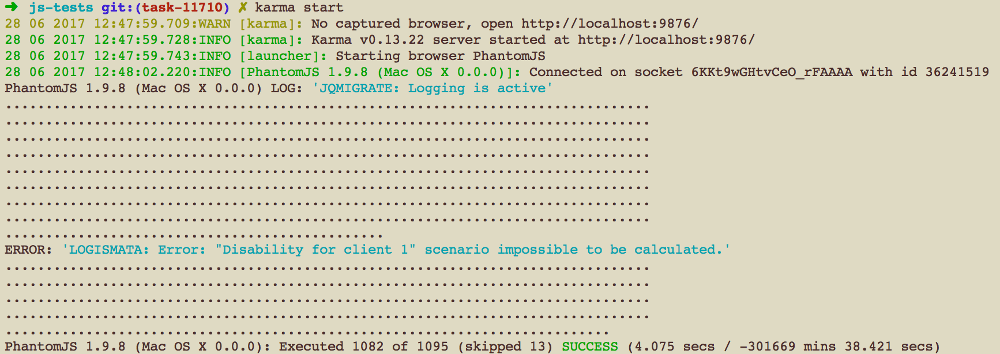 ➜  js-tests git:(task-11710) ✗ karma start
28 06 2017 12:47:59.709:WARN [karma]: No captured browser, open http://localhost:9876/
28 06 2017 12:47:59.728:INFO [karma]: Karma v0.13.22 server started at http://localhost:9876/
28 06 2017 12:47:59.743:INFO [launcher]: Starting browser PhantomJS
28 06 2017 12:48:02.220:INFO [PhantomJS 1.9.8 (Mac OS X 0.0.0)]: Connected on socket 6KKt9wGHtvCeO_rFAAAA with id 36241519
PhantomJS 1.9.8 (Mac OS X 0.0.0) LOG: 'JQMIGRATE: Logging is active'
................................................................................
................................................................................
................................................................................
................................................................................
................................................................................
................................................................................
................................................................................
................................................................................
...............................................
ERROR: 'LOGISMATA: Error: "Disability for client 1" scenario impossible to be calculated.'
................................................................................
................................................................................
................................................................................
................................................................................
...........................................................................
PhantomJS 1.9.8 (Mac OS X 0.0.0): Executed 1082 of 1095 (skipped 13) SUCCESS (4.075 secs / -301669 mins 38.421 secs)